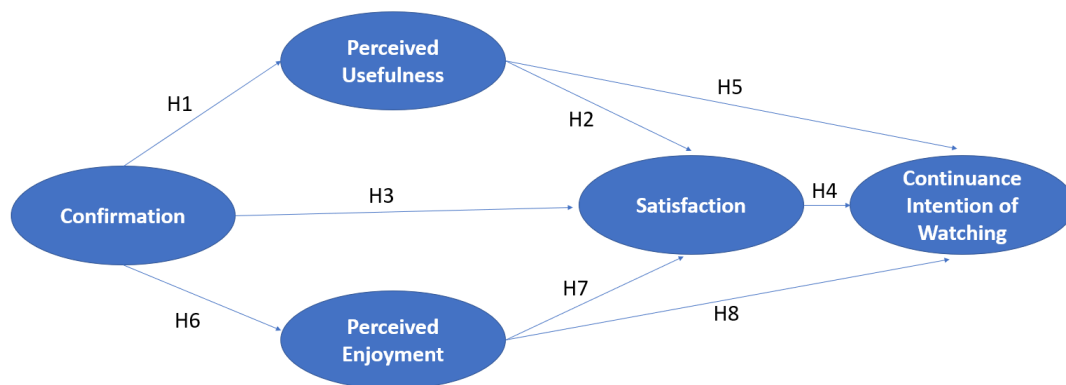 Perceived
Usefulness
H5
H1
H2
Continuance
Intention of
Watching
Confirmation
H3
Satisfaction
H4
H7
H6
H8
Perceived
Enjoyment